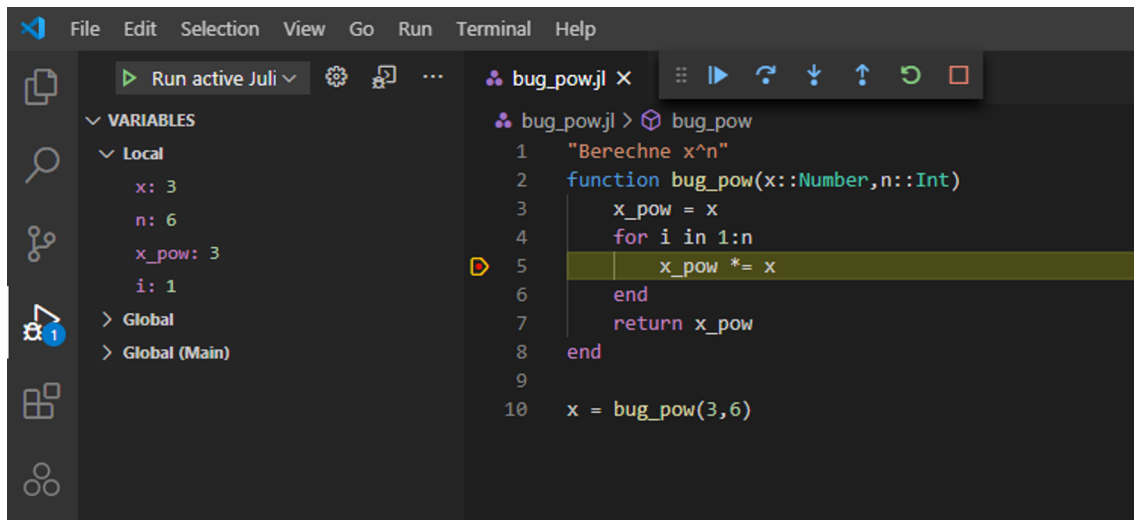 File Edit Selection View Go Run Terminal Help
Run active Juli
bug_pow.jl
VARIABLES
Local
x: 3
n: 6
x_pow: 3
i: 1
Global
Global (Main)
1
bug_pow.jl > bug_pow
1 "Berechne x^n"
2 function bug_pow(x::Number,n::Int)
3 x_pow = x
4 for i in 1:n
5 x_pow *= x
6 end
7 return x_pow
8 end
9
10 x = bug_pow(3,6)